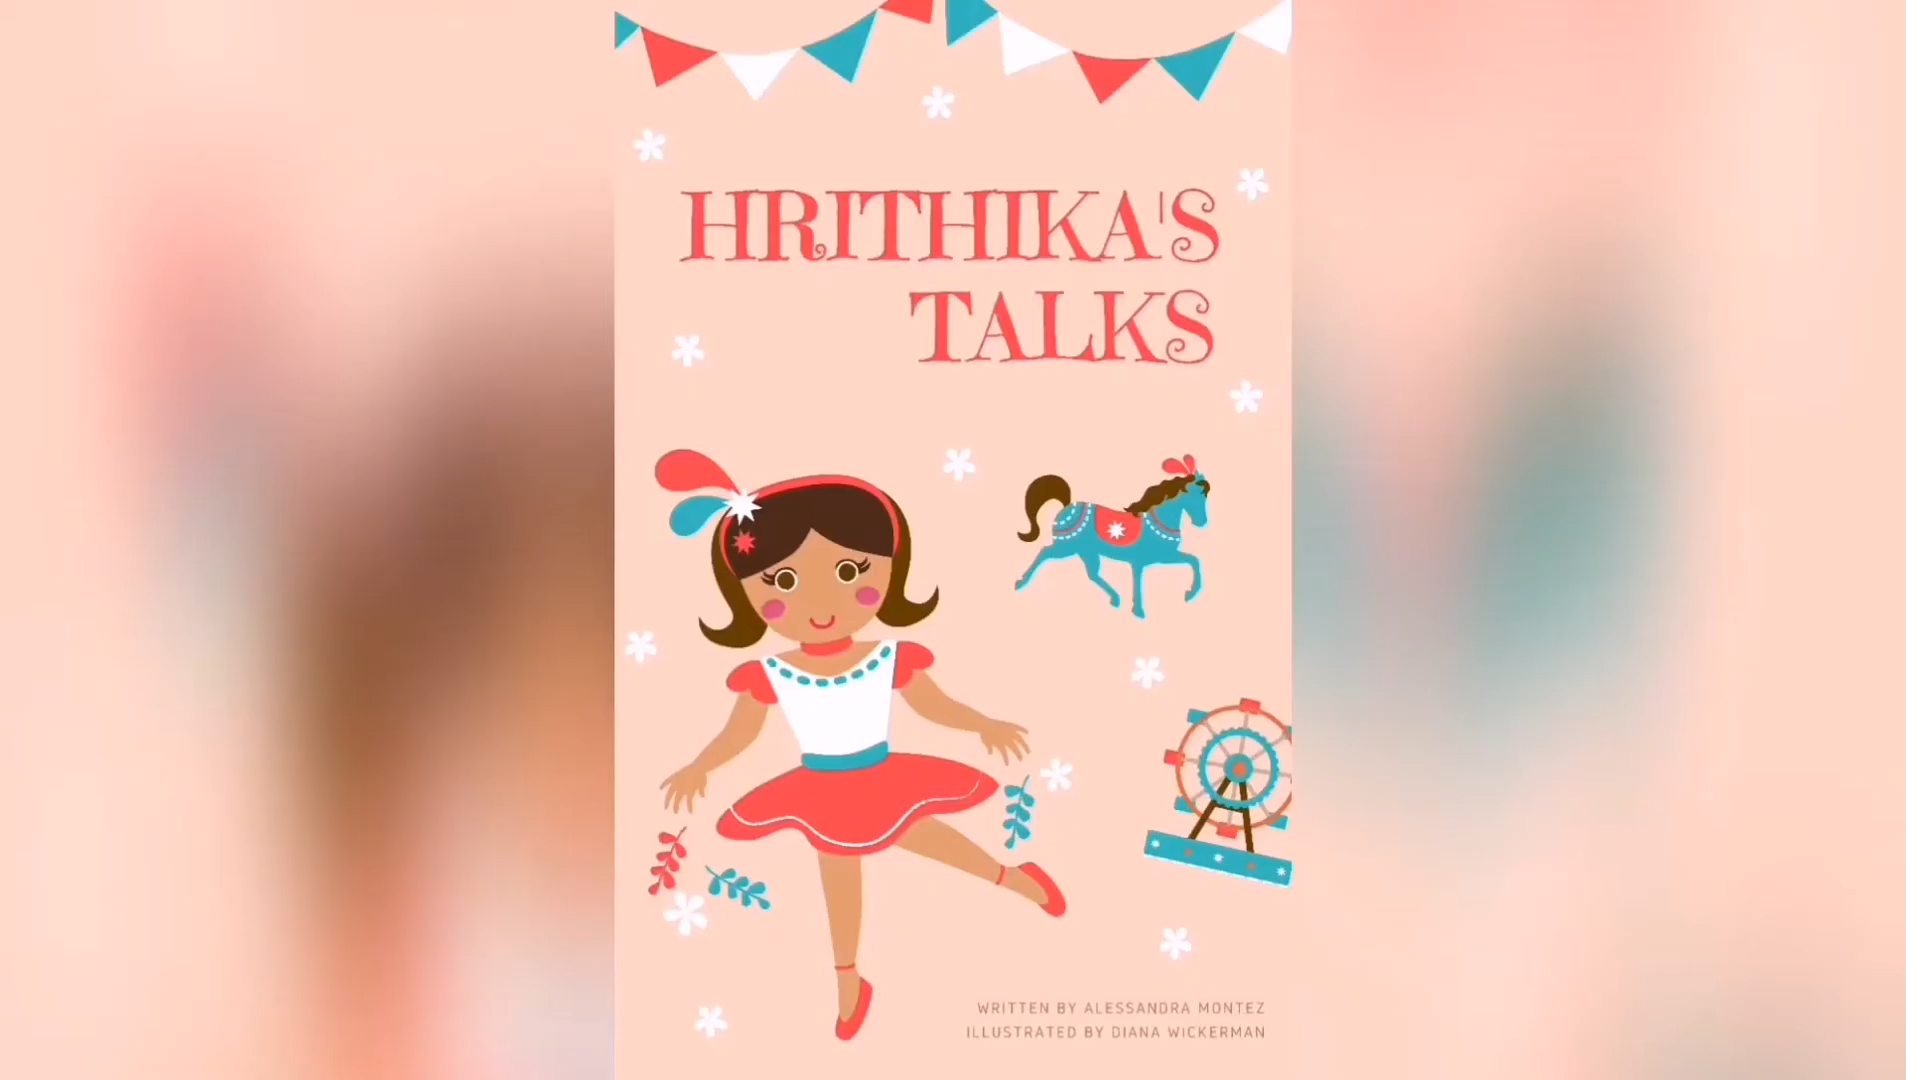 HRITHIKA'S
TALKS
WRITTEN BY ALESSANDRA MONTEZ
ILLUSTRATED BY DIANA WICKERMAN